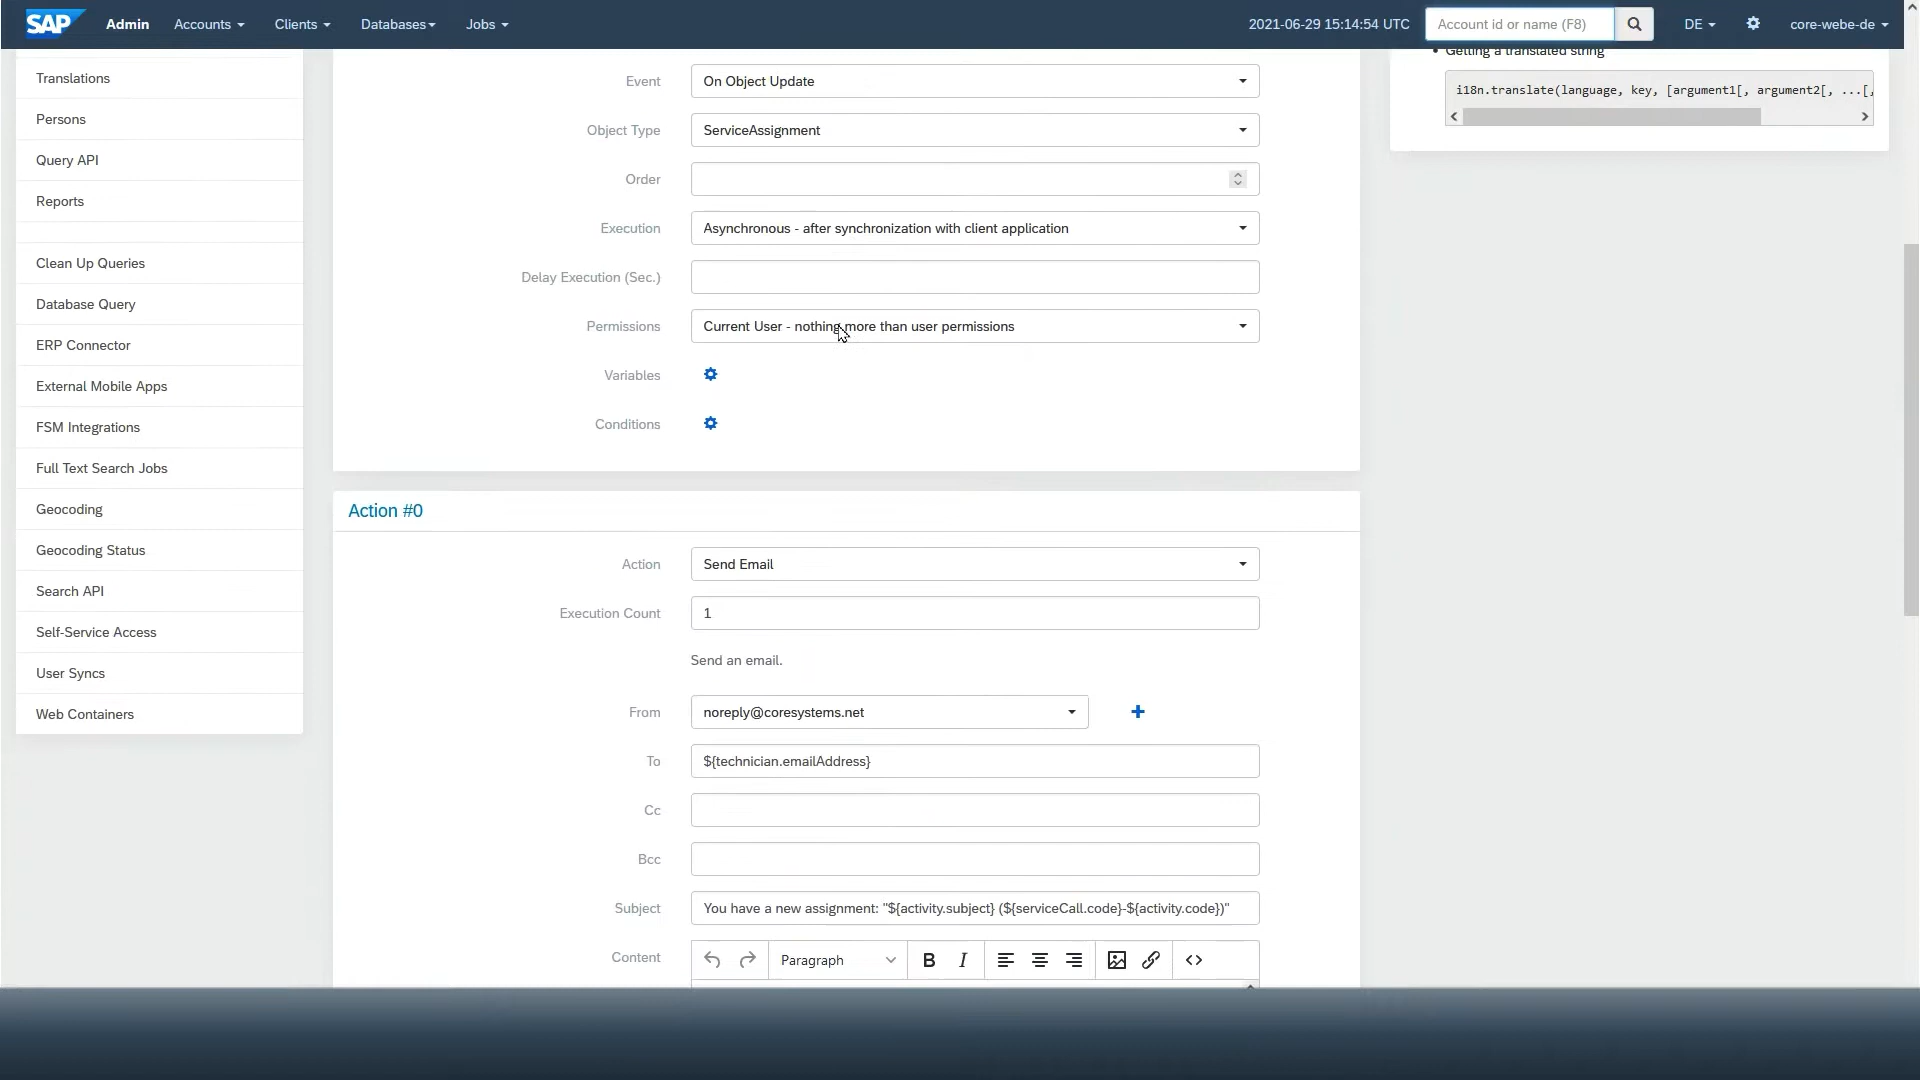 SAP Admin Accounts Clients Databases Jobs 2021-06-29 15:14:54 UTC Account id or name (F8) DE core-webe-de
Translations
Persons
Query API
Reports
Clean Up Queries
Database Query
ERP Connector
External Mobile Apps
FSM Integrations
Full Text Search Jobs
Geocoding
Geocoding Status
Search API
Self-Service Access
User Syncs
Web Containers
Event On Object Update
Object Type ServiceAssignment
Order
Execution Asynchronous - after synchronization with client application
Delay Execution (Sec.)
Permissions Current User - nothing more than user permissions
Variables
Conditions
Action #0
Action Send Email
Execution Count 1
Send an email.
From noreply@coresystems.net
To ${technician.emailAddress}
Cc
Bcc
Subject You have a new assignment: "${activity.subject} (${serviceCall.code}-${activity.code})"
Content Paragraph B I
Getting a translated string
i18n.translate(language, key, [argument1[, argument2[, ...[,